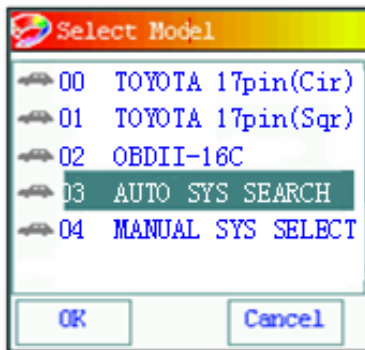 Select Model
00 TOYOTA 17pin(Cir)
01 TOYOTA 17pin(Sqr)
02 OBDII-16C
03 AUTO SYS SEARCH
04 MANUAL SYS SELECT
OK Cancel